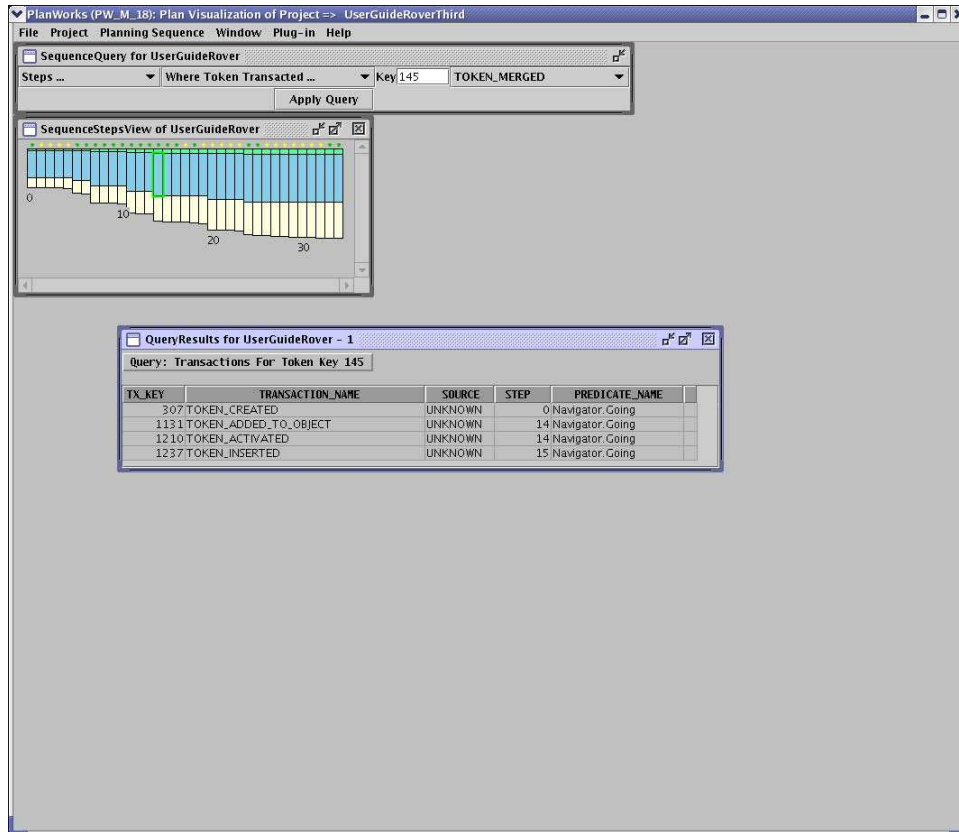 PlanWorks (PW_M_18): Plan Visualization of Project => UserGuideRoverThird
File Project Planning Sequence Window Plug-in Help
SequenceQuery for UserGuideRover
Steps ... Where Token Transacted ... Key 145 TOKEN_MERGED
Apply Query
SequenceStepsView of UserGuideRover
0
10
20
30
QueryResults for UserGuideRover - 1
Query: Transactions For Token Key 145
TX_KEY TRANSACTION_NAME SOURCE STEP PREDICATE_NAME
307 TOKEN_CREATED UNKNOWN 0 Navigator.Going
1131 TOKEN_ADDED_TO_OBJECT UNKNOWN 14 Navigator.Going
1210 TOKEN_ACTIVATED UNKNOWN 14 Navigator.Going
1237 TOKEN_INSERTED UNKNOWN 15 Navigator.Going